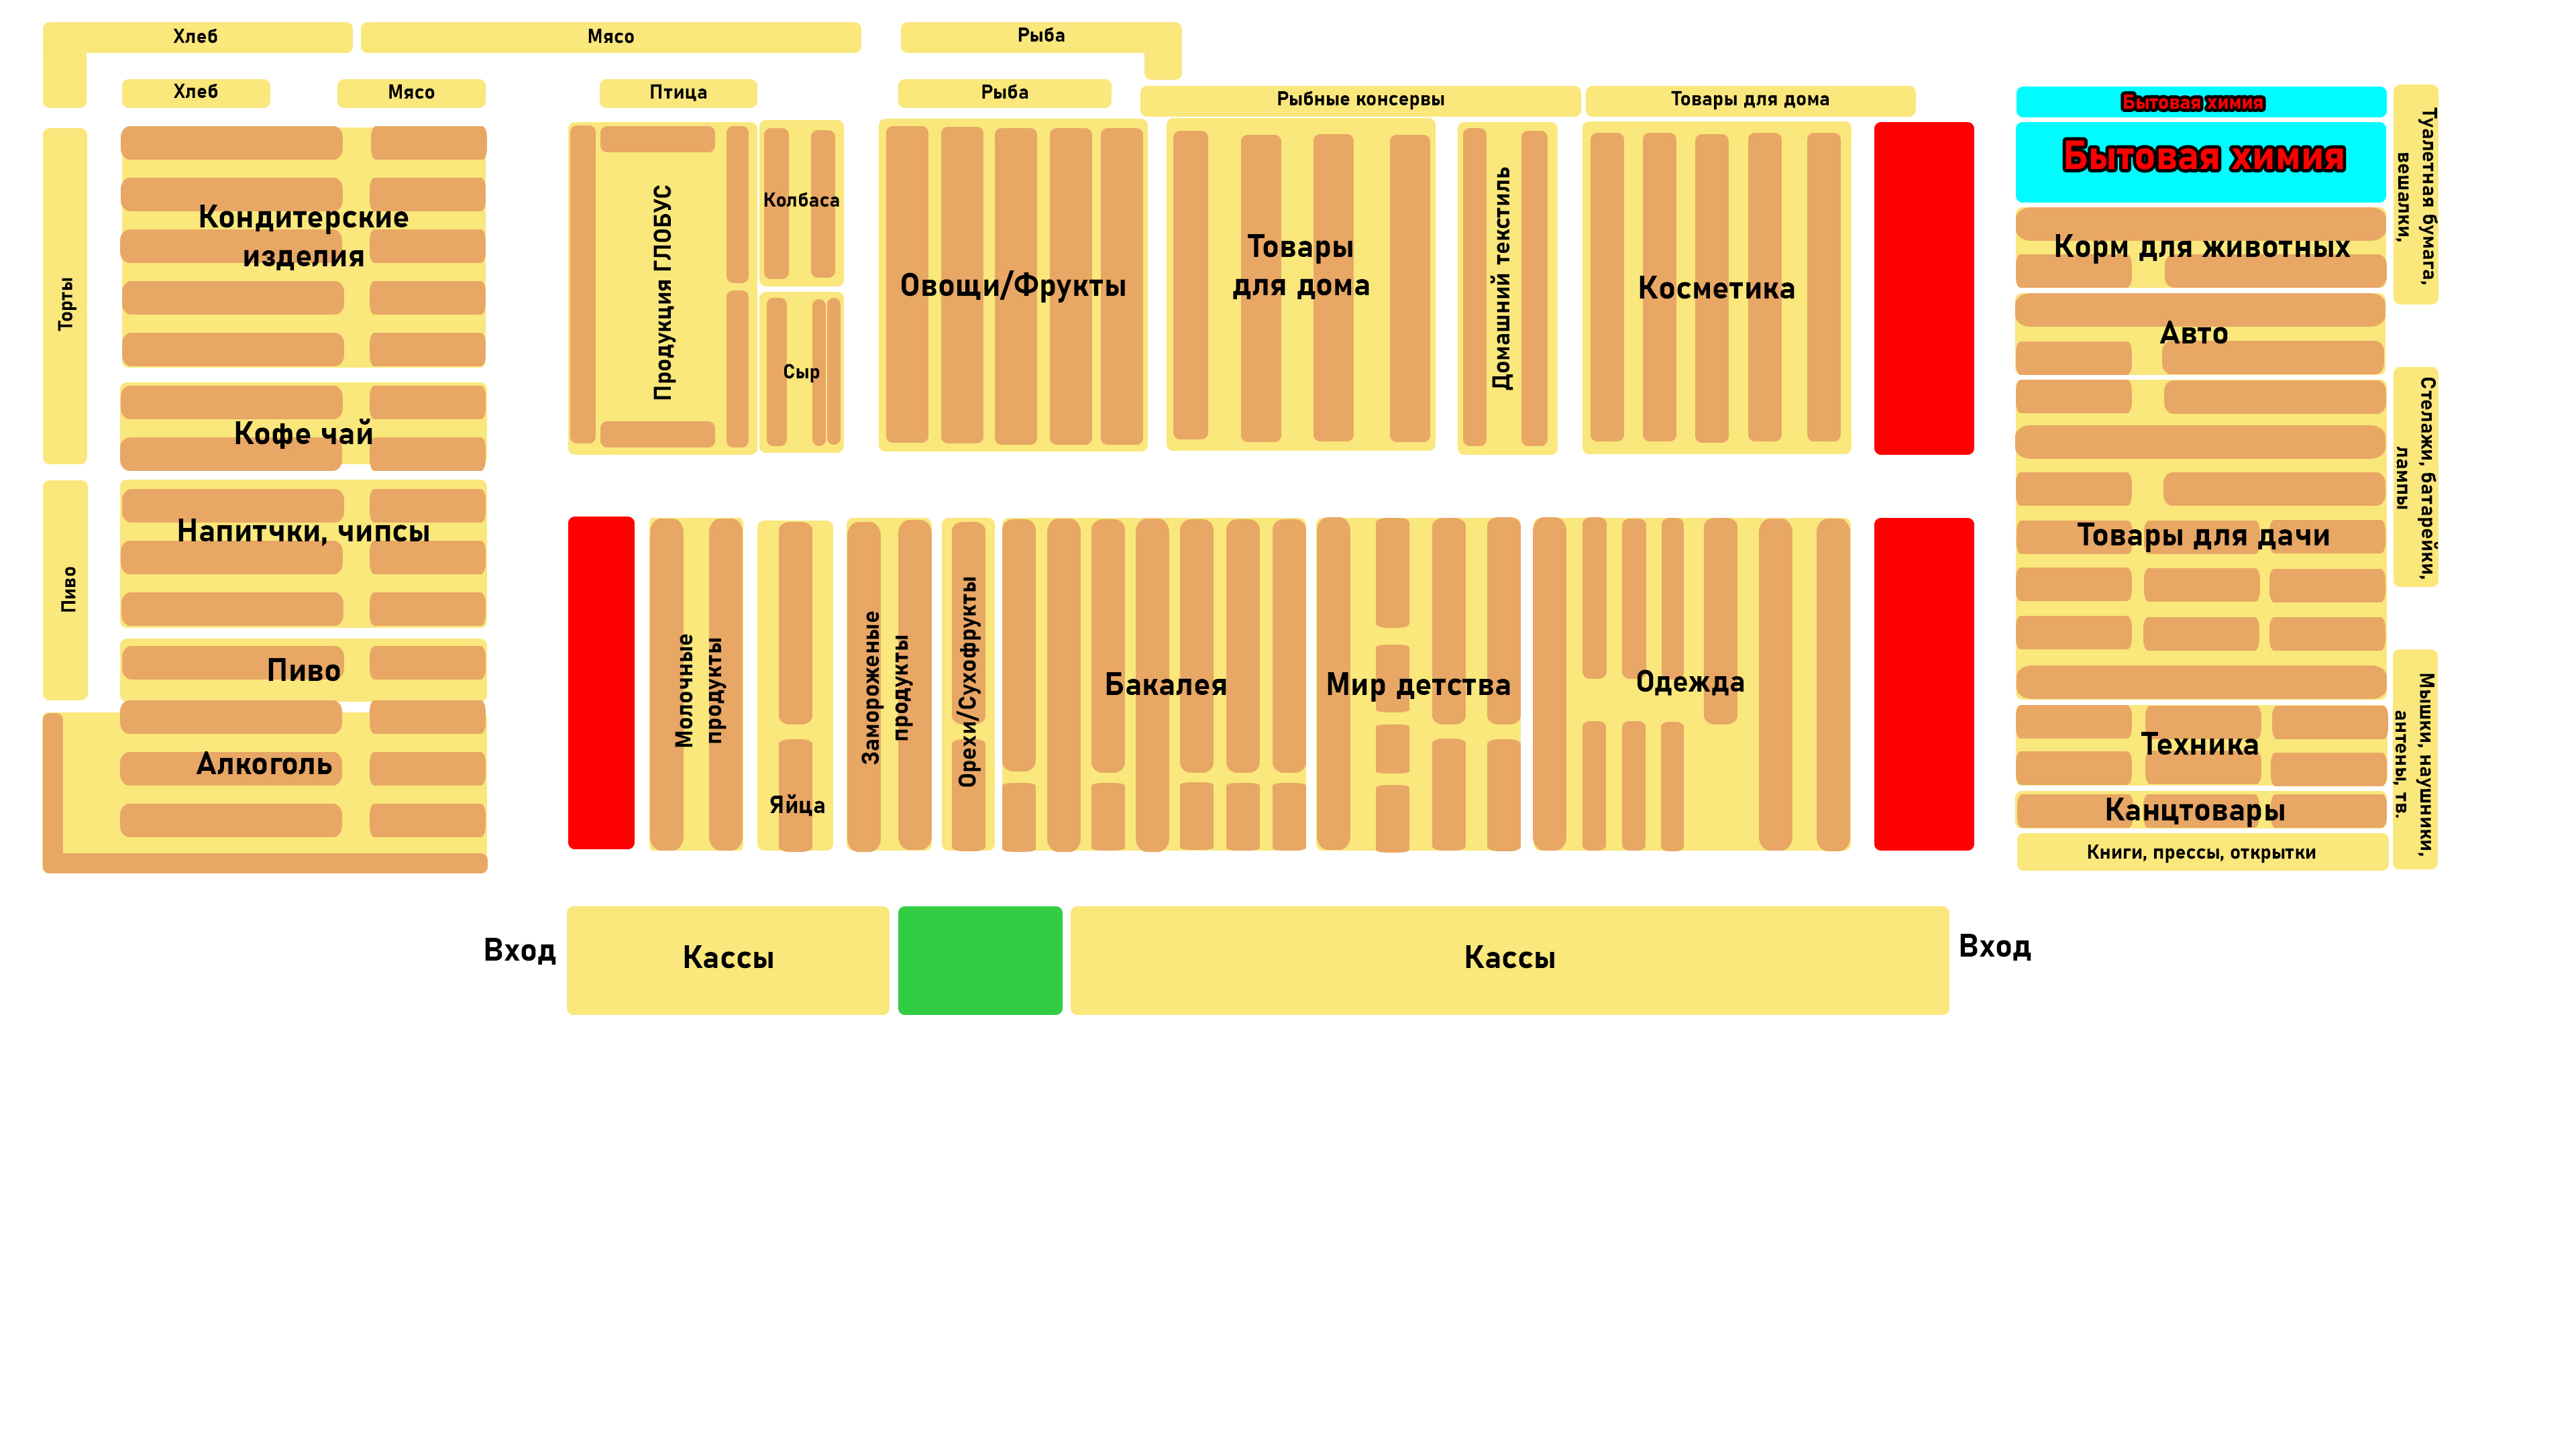 Хлеб
Мясо
Рыба
Хлеб
Мясо
Птица
Рыба
Рыбные консервы
Товары для дома
Бытовая химия
Бытовая химия
Туалетная бумага,
вешалки,
Торты
Кондитерские
изделия
Продукция ГЛОБУС
Колбаса
Сыр
Овощи/Фрукты
Товары
для дома
Домашний текстиль
Косметика
Корм для животных
Авто
Стелажи, батарейки,
лампы
Кофе чай
Пиво
Напитчки, чипсы
Пиво
Алкоголь
Молочные
продукты
Яйца
Замороженые
продукты
Орехи/Сухофрукты
Бакалея
Мир детства
Одежда
Товары для дачи
Техника
Канцтовары
Книги, прессы, открытки
Мышки, наушники,
антены, тв.
Вход
Кассы
Кассы
Вход